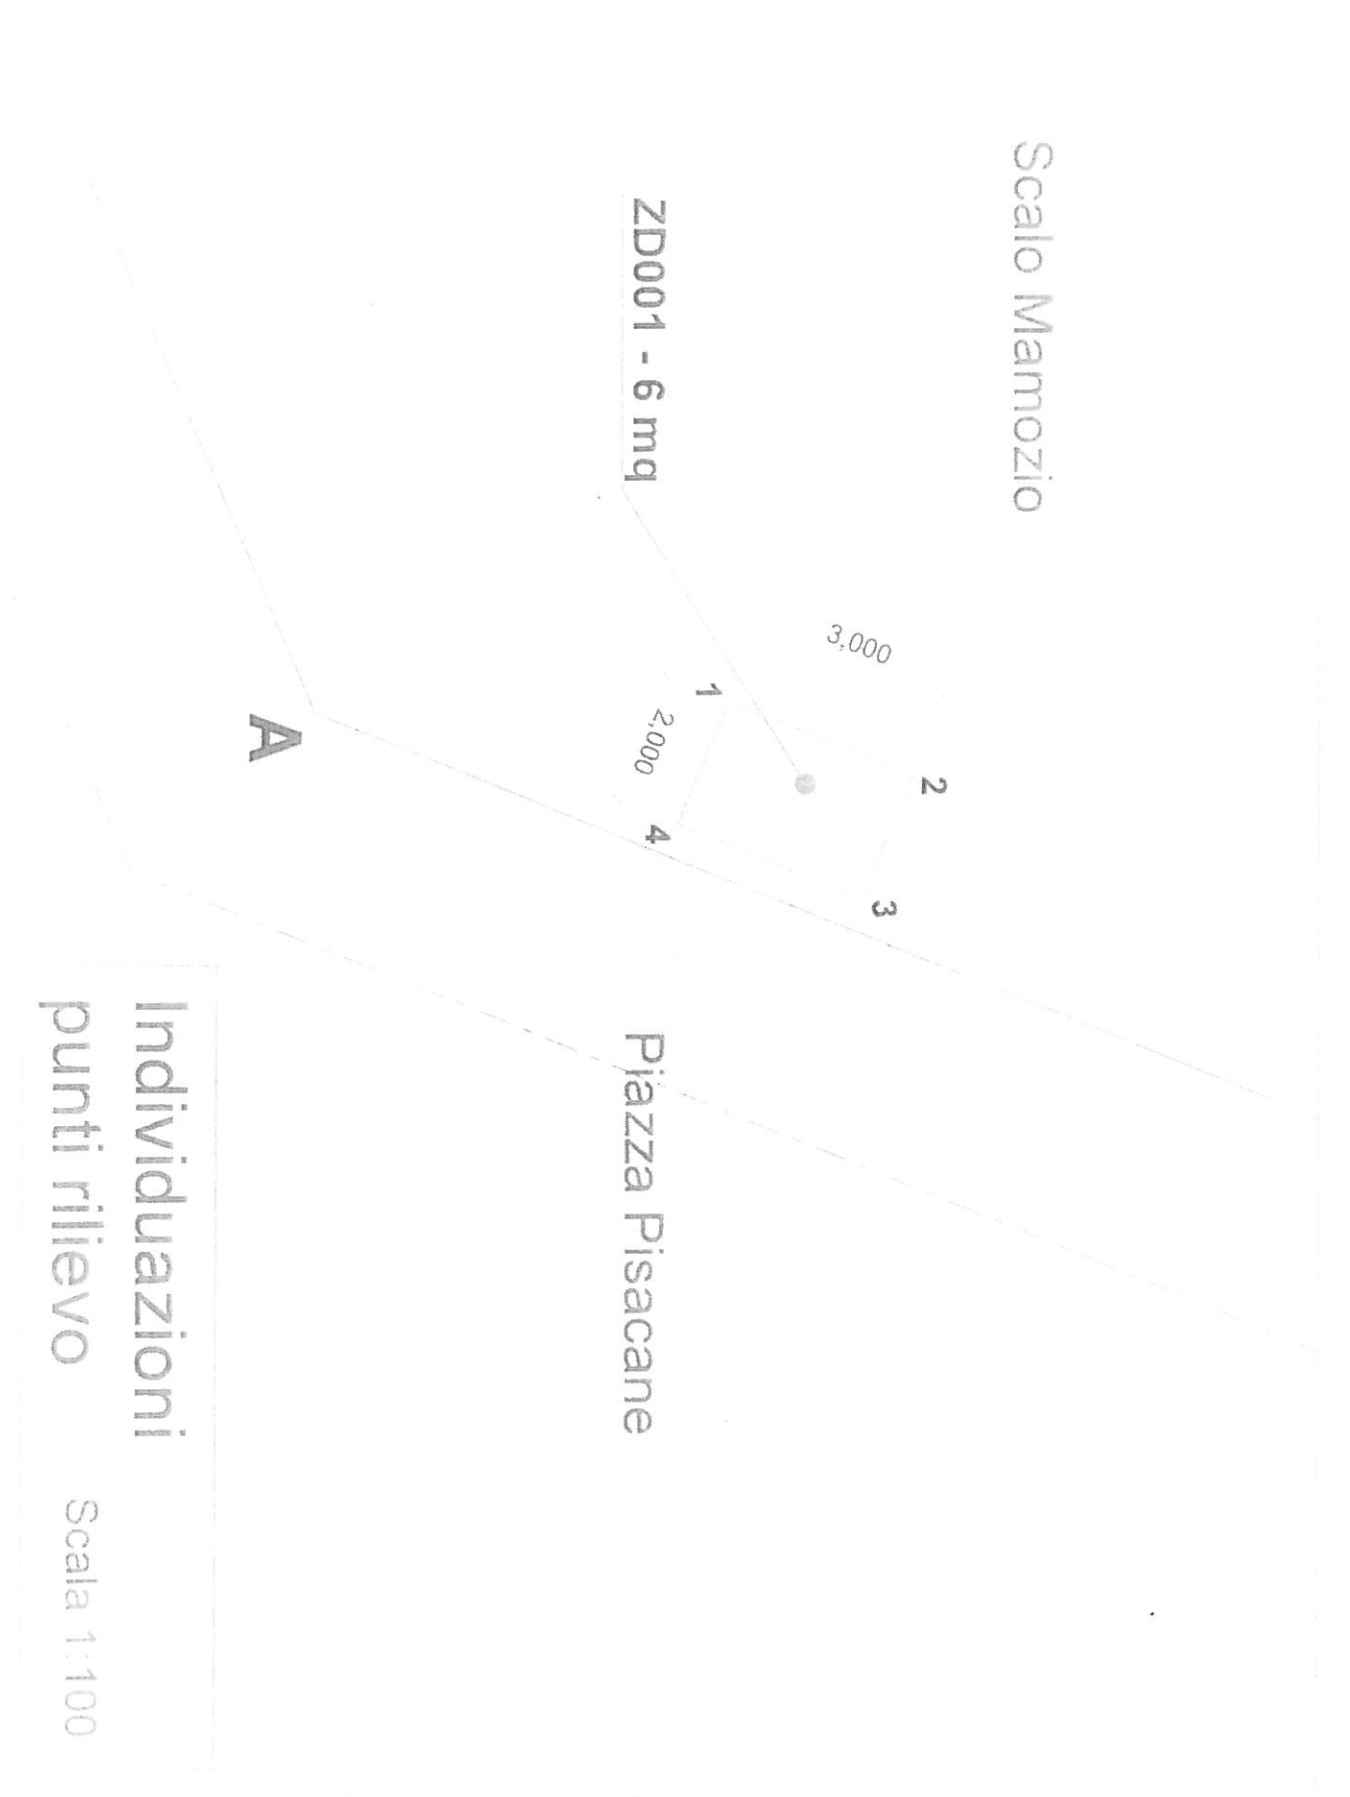 Scalo Mamozio
3,000
2
ZD001 - 6 mq
1
3
2,000
4
Piazza Pisacane
A
Individuazioni
punti rilievo
Scala 1:100